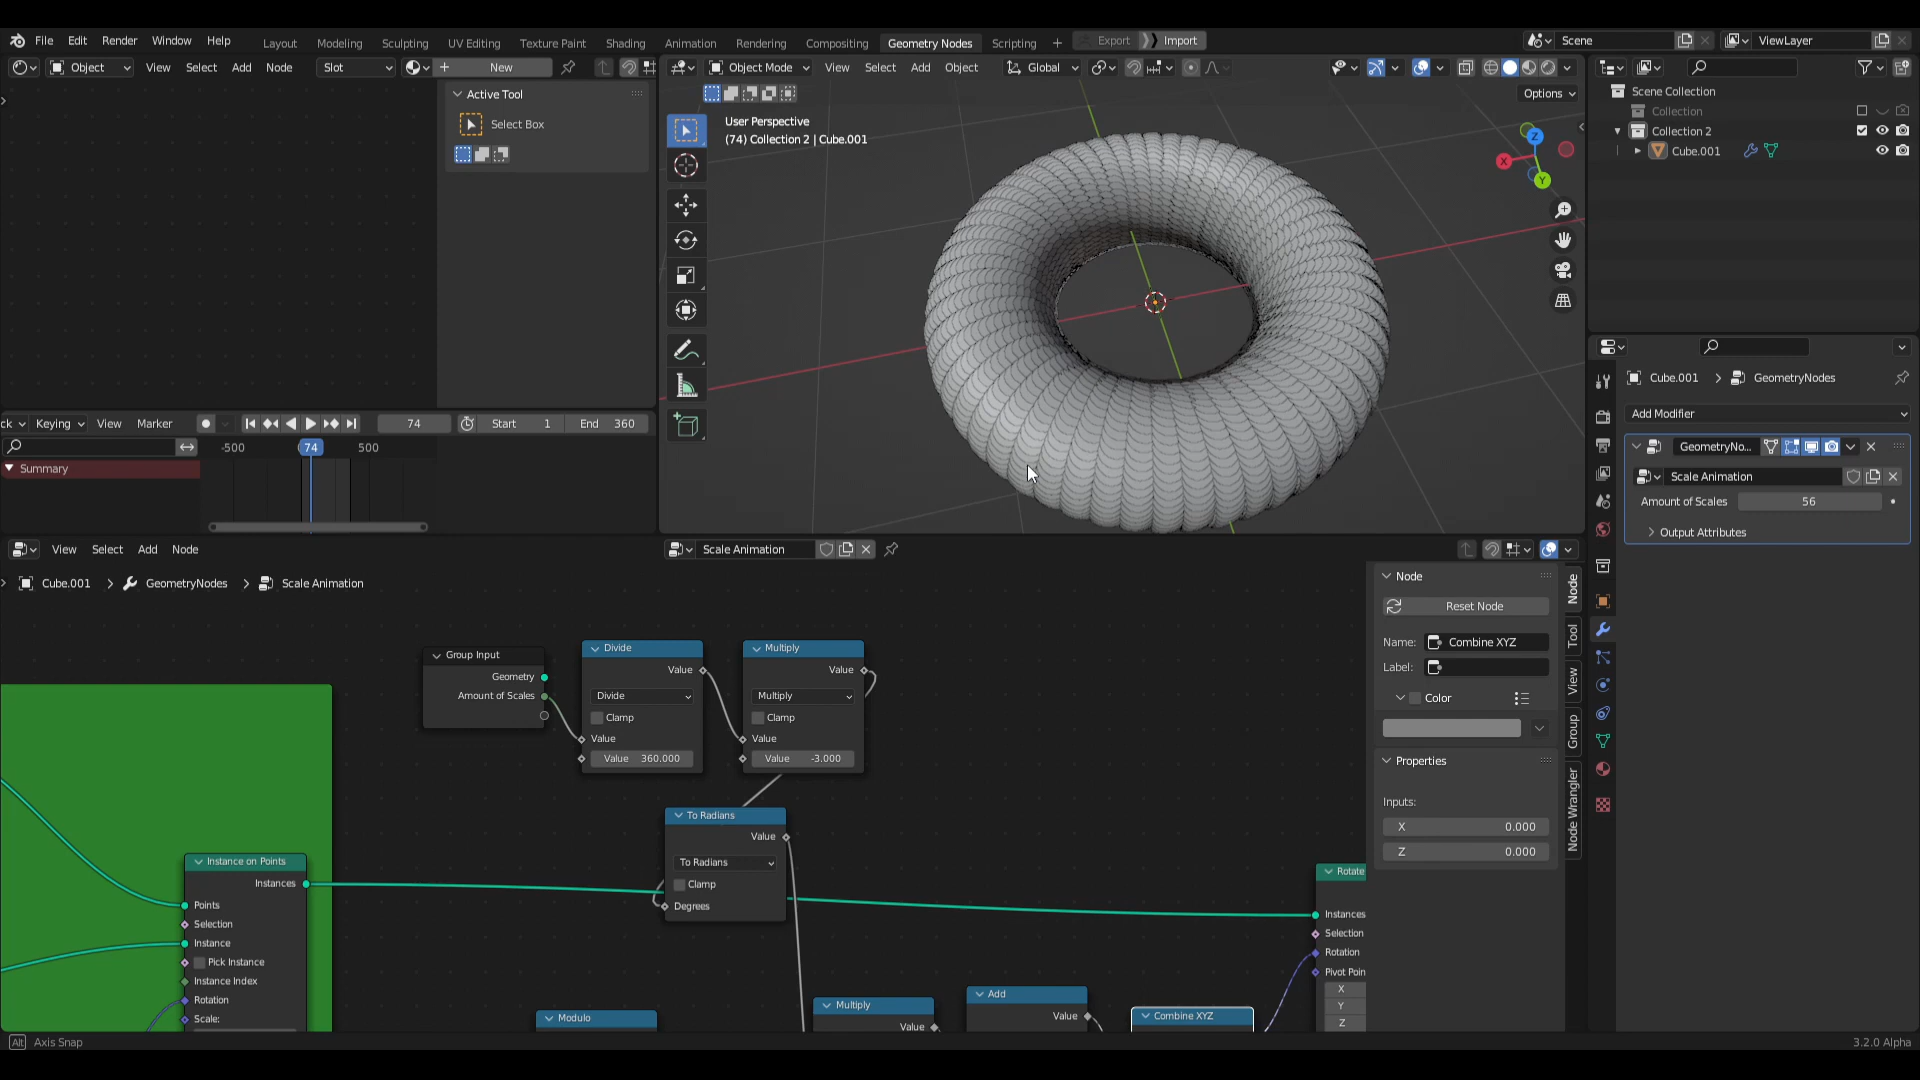 File Edit Render Window Help Layout Modeling Sculpting UV Editing Texture Paint Shading Animation Rendering Compositing Geometry Nodes Scripting + Export Import Scene ViewLayer
Object View Select Add Node Slot New
Object Mode View Select Add Object Global
Options
Active Tool
Select Box
User Perspective
(74) Collection 2 | Cube.001
Z
X
Y
Scene Collection
Collection
Collection 2
Cube.001
Cube.001 GeometryNodes
Add Modifier
GeometryNo...
Scale Animation
Amount of Scales 56
Output Attributes
ck Keying View Marker 74 Start 1 End 360
-500 74 500
Summary
View Select Add Node Scale Animation
Cube.001 GeometryNodes Scale Animation
Group Input
Geometry
Amount of Scales
Divide
Value
Divide
Clamp
Value
Value 360.000
Multiply
Value
Multiply
Clamp
Value
Value -3.000
To Radians
Value
To Radians
Clamp
Degrees
Instance on Points
Instances
Points
Selection
Instance
Pick Instance
Instance Index
Rotation
Scale:
Modulo
Multiply
Value
Add
Value
Combine XYZ
Rotate
Instances
Selection
Rotation
Pivot Poin
X
Y
Z
Node
Reset Node
Name: Combine XYZ
Label:
Color
Properties
Inputs:
X 0.000
Z 0.000
Node
Tool
View
Group
Node Wrangler
Alt Axis Snap
3.2.0 Alpha